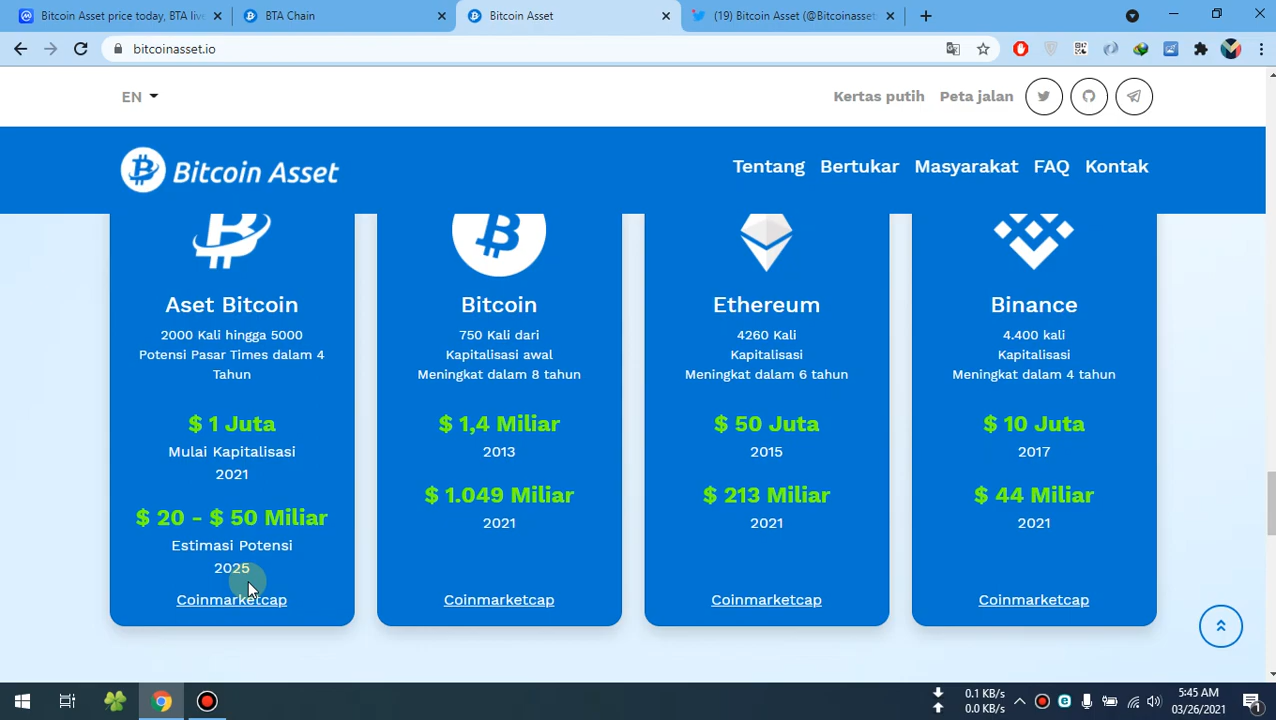 Bitcoin Asset price today, BTA live
BTA Chain
Bitcoin Asset
(19) Bitcoin Asset (@Bitcoinasset
bitcoinasset.io
EN
Kertas putih
Peta jalan
Bitcoin Asset
Tentang
Bertukar
Masyarakat
FAQ
Kontak
Aset Bitcoin
2000 Kali hingga 5000
Potensi Pasar Times dalam 4
Tahun
$ 1 Juta
Mulai Kapitalisasi
2021
$ 20 - $ 50 Miliar
Estimasi Potensi
2025
Coinmarketcap
Bitcoin
750 Kali dari
Kapitalisasi awal
Meningkat dalam 8 tahun
$ 1,4 Miliar
2013
$ 1.049 Miliar
2021
Coinmarketcap
Ethereum
4260 Kali
Kapitalisasi
Meningkat dalam 6 tahun
$ 50 Juta
2015
$ 213 Miliar
2021
Coinmarketcap
Binance
4.400 kali
Kapitalisasi
Meningkat dalam 4 tahun
$ 10 Juta
2017
$ 44 Miliar
2021
Coinmarketcap
0.1 KB/s
0.0 KB/s
5:45 AM
03/26/2021
1